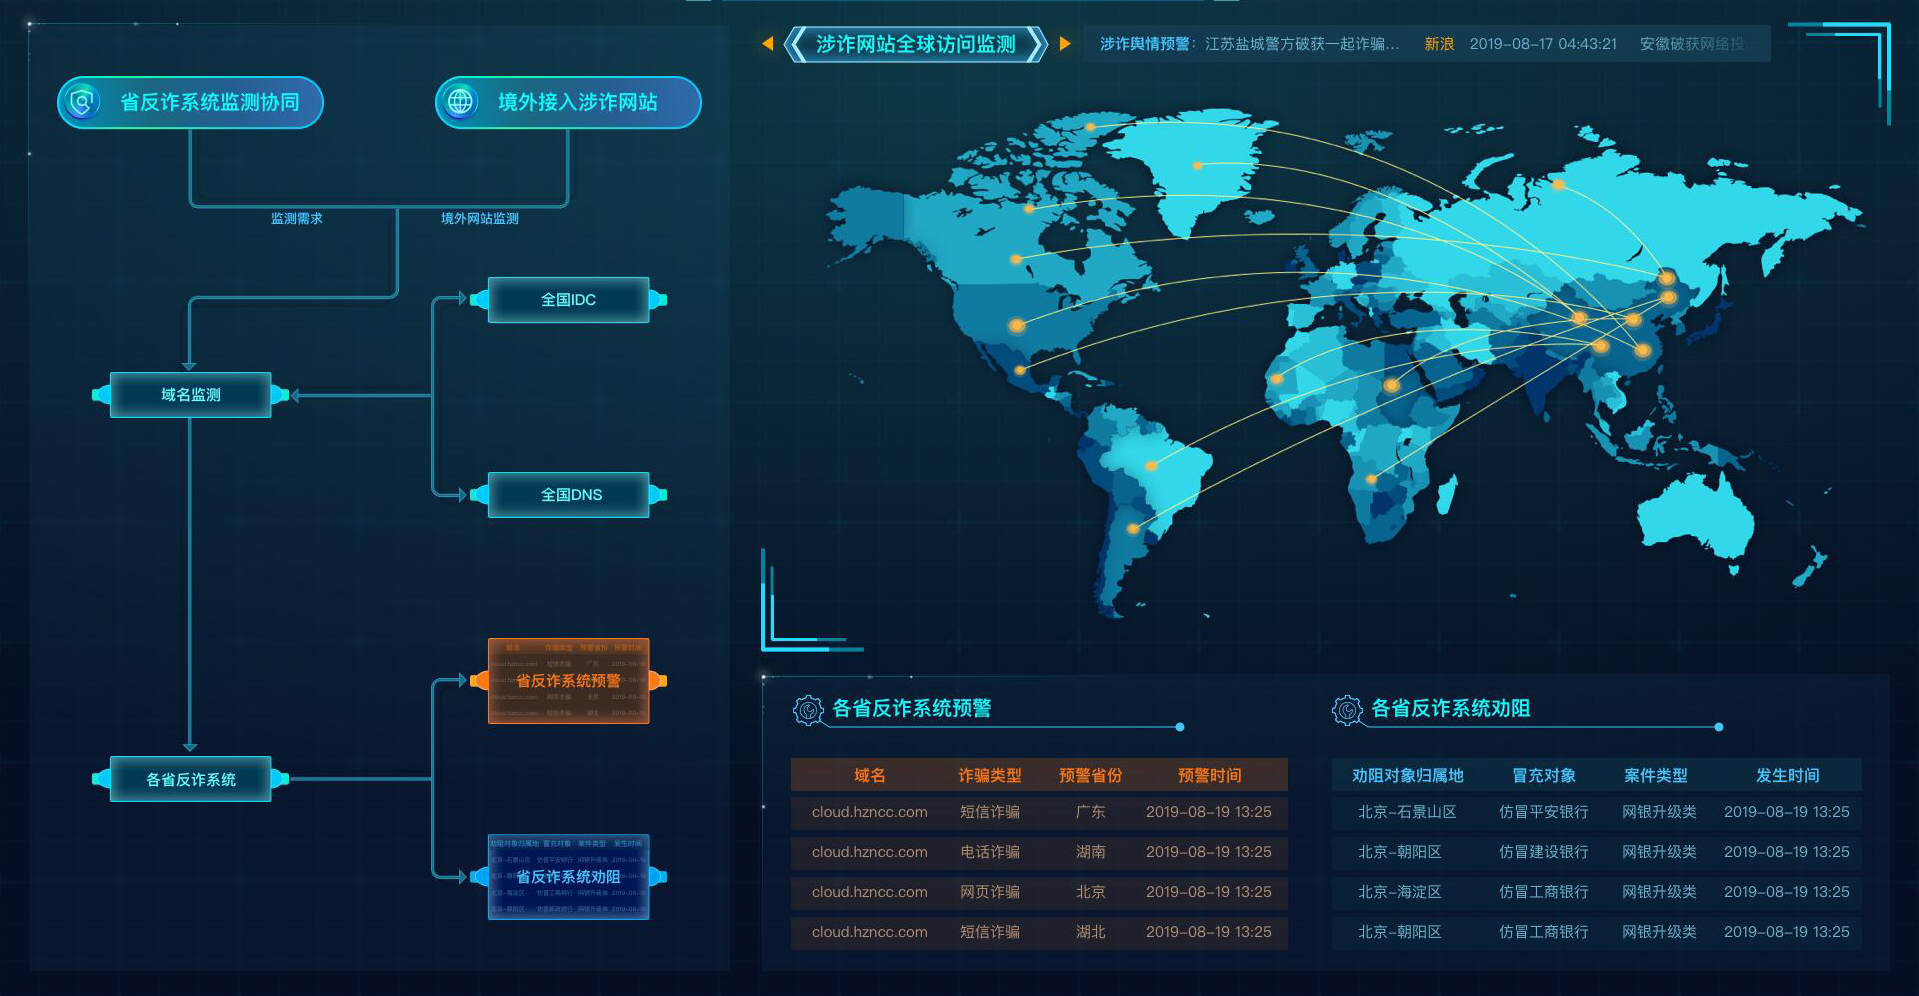 涉诈网站全球访问监测
涉诈舆情预警：江苏盐城警方破获一起诈骗... 新浪 2019-08-17 04:43:21 安徽破获网络投
省反诈系统监测协同
境外接入涉诈网站
监测需求
境外网站监测
全国IDC
域名监测
全国DNS
省反诈系统预警
各省反诈系统
省反诈系统劝阻
各省反诈系统预警
域名 诈骗类型 预警省份 预警时间
cloud.hzncc.com 短信诈骗 广东 2019-08-19 13:25
cloud.hzncc.com 电话诈骗 湖南 2019-08-19 13:25
cloud.hzncc.com 网页诈骗 北京 2019-08-19 13:25
cloud.hzncc.com 短信诈骗 湖北 2019-08-19 13:25
各省反诈系统劝阻
劝阻对象归属地 冒充对象 案件类型 发生时间
北京-石景山区 仿冒平安银行 网银升级类 2019-08-19 13:25
北京-朝阳区 仿冒建设银行 网银升级类 2019-08-19 13:25
北京-海淀区 仿冒工商银行 网银升级类 2019-08-19 13:25
北京-朝阳区 仿冒工商银行 网银升级类 2019-08-19 13:25